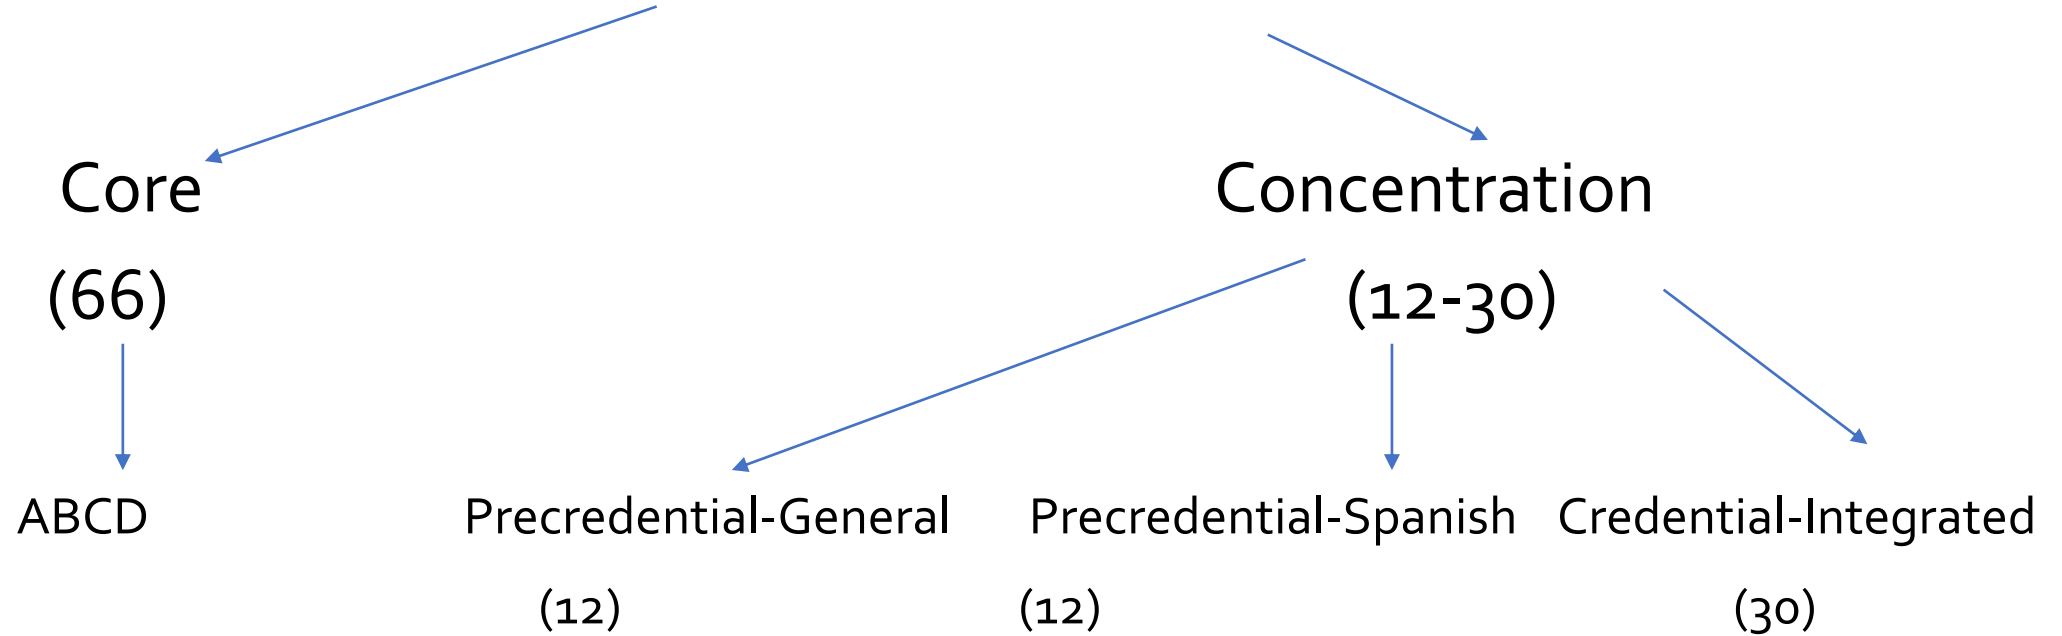 Core
Concentration
(66)
(12-30)
ABCD
Precredential-General
Precredential-Spanish
Credential-Integrated
(12)
(12)
(30)